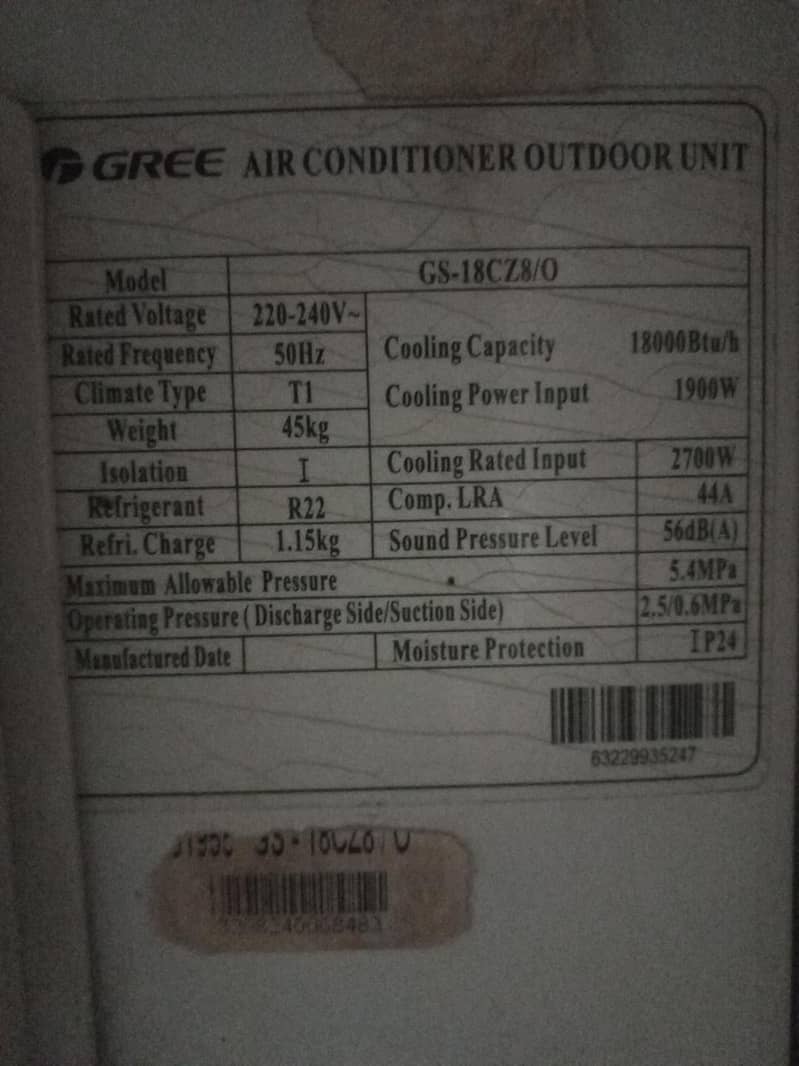 GREE AIR CONDITIONER OUTDOOR UNIT
Model GS-18CZ8/O
Rated Voltage 220-240V~
Rated Frequency 50Hz Cooling Capacity 18000Btu/h
Climate Type T1 Cooling Power Input 1900W
Weight 45kg
Isolation I Cooling Rated Input 2700W
Refrigerant R22 Comp. LRA 44A
Refri. Charge 1.15kg Sound Pressure Level 56dB(A)
Maximum Allowable Pressure 5.4MPa
Operating Pressure ( Discharge Side/Suction Side) 2.5/0.6MPa
Manufactured Date Moisture Protection IP24
63229935247